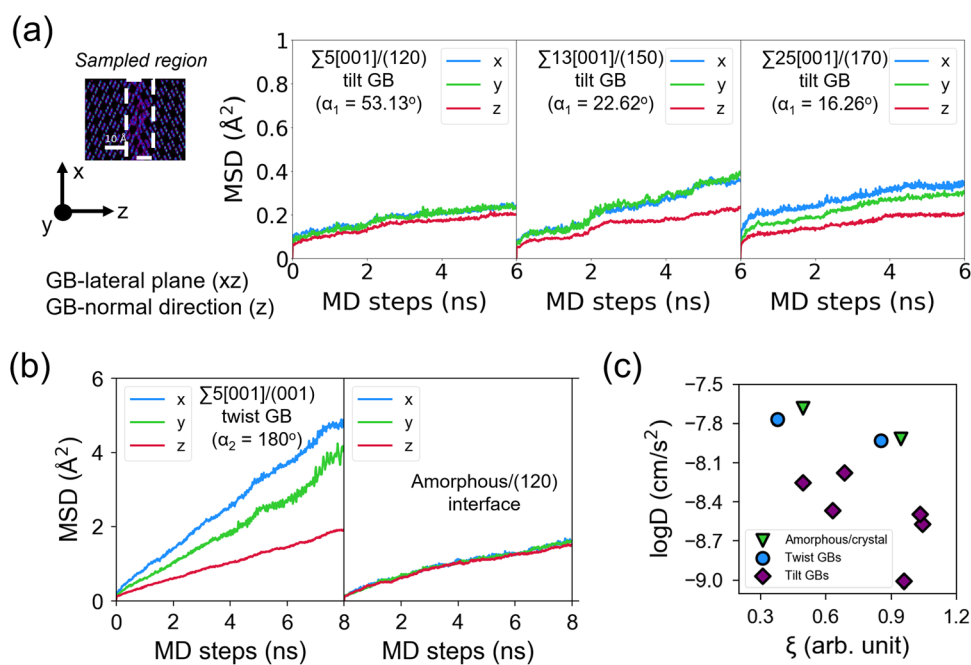 (a)
Sampled region
10 Å
x
y
z
GB-lateral plane (xz)
GB-normal direction (z)
MSD (Å²)
1
0.8
0.6
0.4
0.2
0
∑5[001]/(120)
tilt GB
(α₁ = 53.13°)
x
y
z
0 2 4 6
MD steps (ns)
∑13[001]/(150)
tilt GB
(α₁ = 22.62°)
x
y
z
2 4 6
MD steps (ns)
∑25[001]/(170)
tilt GB
(α₁ = 16.26°)
x
y
z
2 4 6
MD steps (ns)
(b)
MSD (Å²)
6
4
2
0
x
y
z
∑5[001]/(001)
twist GB
(α₂ = 180°)
0 2 4 6 8
MD steps (ns)
x
y
z
Amorphous/(120)
interface
2 4 6 8
MD steps (ns)
(c)
logD (cm/s²)
−7.5
−7.8
−8.1
−8.4
−8.7
−9.0
Amorphous/crystal
Twist GBs
Tilt GBs
0.3 0.6 0.9 1.2
ξ (arb. unit)